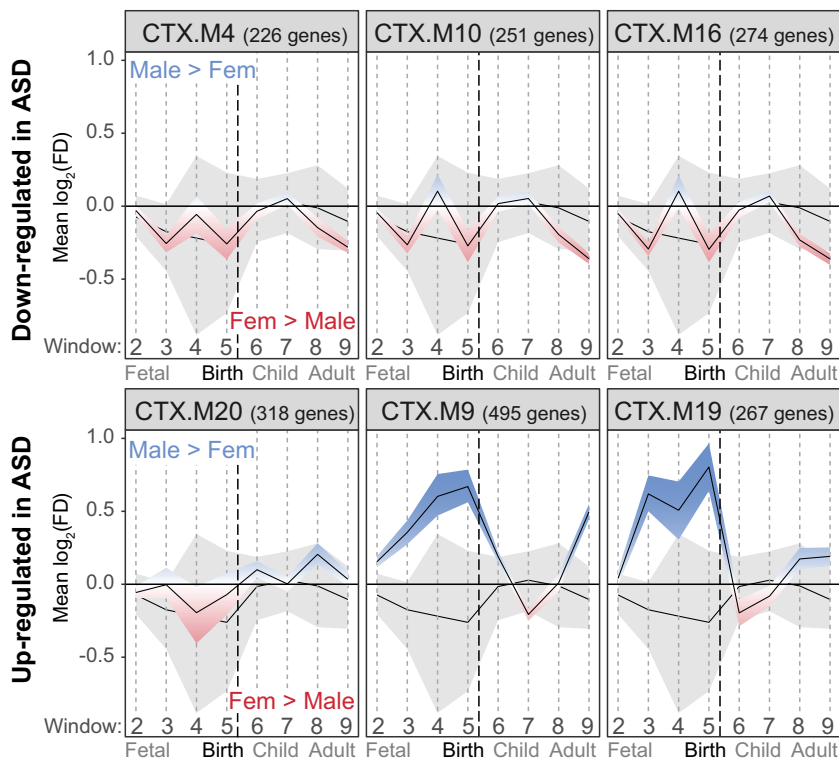 Down-regulated in ASD
CTX.M4 (226 genes)
CTX.M10 (251 genes)
CTX.M16 (274 genes)
Mean log2(FD)
1.0
0.5
0.0
-0.5
Male > Fem
Fem > Male
Window: 2 3 4 5 6 7 8 9 2 3 4 5 6 7 8 9 2 3 4 5 6 7 8 9
Fetal Birth Child Adult Fetal Birth Child Adult Fetal Birth Child Adult
Up-regulated in ASD
CTX.M20 (318 genes)
CTX.M9 (495 genes)
CTX.M19 (267 genes)
Mean log2(FD)
1.0
0.5
0.0
-0.5
Male > Fem
Fem > Male
Window: 2 3 4 5 6 7 8 9 2 3 4 5 6 7 8 9 2 3 4 5 6 7 8 9
Fetal Birth Child Adult Fetal Birth Child Adult Fetal Birth Child Adult